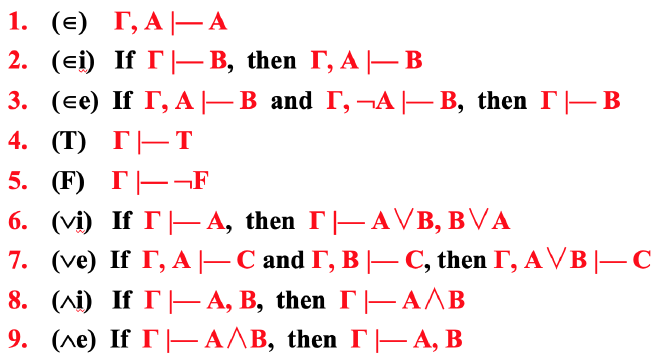 1. (∈) Γ, A |— A
2. (∈i) If Γ |— B, then Γ, A |— B
3. (∈e) If Γ, A |— B and Γ, ¬A |— B, then Γ |— B
4. (T) Γ |— T
5. (F) Γ |— ¬F
6. (∨i) If Γ |— A, then Γ |— A∨B, B∨A
7. (∨e) If Γ, A |— C and Γ, B |— C, then Γ, A∨B |— C
8. (∧i) If Γ |— A, B, then Γ |— A∧B
9. (∧e) If Γ |— A∧B, then Γ |— A, B